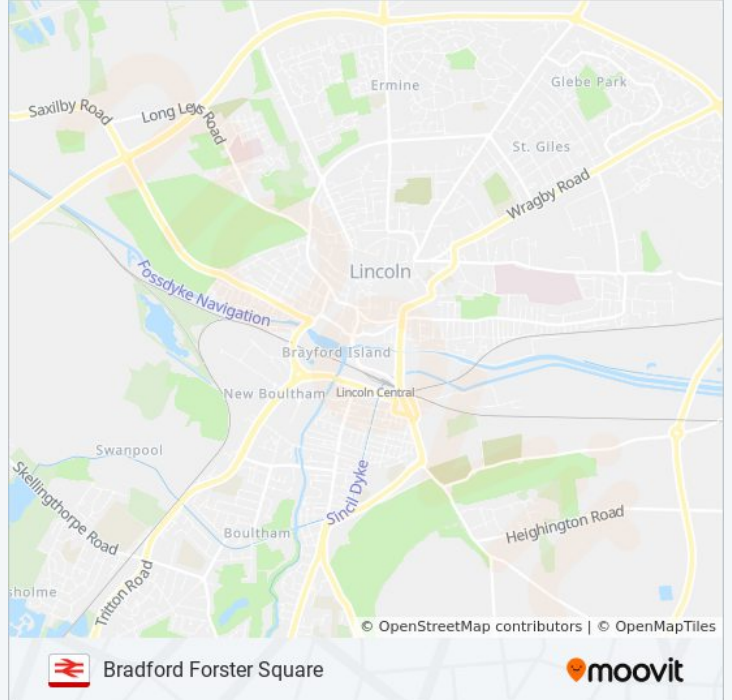 Ermine
Glebe Park
Saxilby Road
Long Leys Road
St. Giles
Wragby Road
Lincoln
Fossdyke Navigation
Brayford Island
New Boultham
Lincoln Central
Swanpool
Skellingthorpe Road
Sincil Dyke
Heighington Road
Boultham
sholme
Tritton Road
© OpenStreetMap contributors | © OpenMapTiles
Bradford Forster Square
moovit